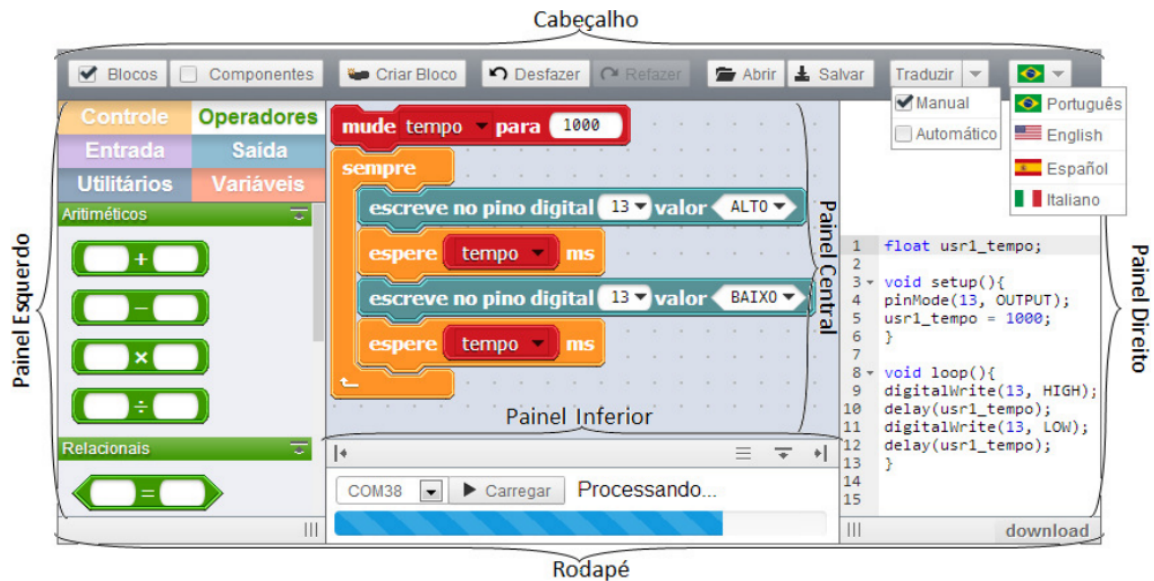 Cabeçalho
Blocos Componentes Criar Bloco Desfazer Refazer Abrir Salvar Traduzir
Manual
Automático
Português
English
Español
Italiano
Painel Esquerdo
Controle Operadores
Entrada Saída
Utilitários Variáveis
Aritiméticos
+
−
×
÷
Relacionais
=
mude tempo para 1000
sempre
escreve no pino digital 13 valor ALTO
espere tempo ms
escreve no pino digital 13 valor BAIXO
espere tempo ms
Painel Central
Painel Inferior
COM38 Carregar Processando...
1 float usr1_tempo;
2
3 void setup(){
4 pinMode(13, OUTPUT);
5 usr1_tempo = 1000;
6 }
7
8 void loop(){
9 digitalWrite(13, HIGH);
10 delay(usr1_tempo);
11 digitalWrite(13, LOW);
12 delay(usr1_tempo);
13 }
14
15
download
Painel Direito
Rodapé